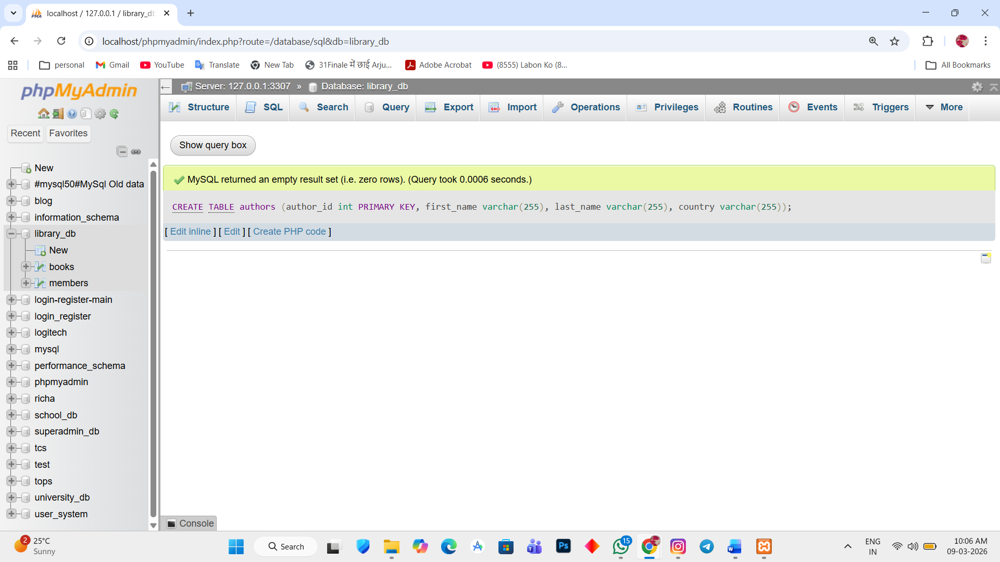 localhost / 127.0.0.1 / library_db
localhost/phpmyadmin/index.php?route=/database/sql&db=library_db
personal
Gmail
YouTube
Translate
New Tab
31Finale में छाई Arju...
Adobe Acrobat
(8555) Labon Ko (8...
All Bookmarks
phpMyAdmin
Recent
Favorites
New
#mysql50#MySql Old data
blog
information_schema
library_db
New
books
members
login-register-main
login_register
logitech
mysql
performance_schema
phpmyadmin
richa
school_db
superadmin_db
tcs
test
tops
university_db
user_system
Server: 127.0.0.1:3307 » Database: library_db
Structure
SQL
Search
Query
Export
Import
Operations
Privileges
Routines
Events
Triggers
More
Show query box
MySQL returned an empty result set (i.e. zero rows). (Query took 0.0006 seconds.)
CREATE TABLE authors (author_id int PRIMARY KEY, first_name varchar(255), last_name varchar(255), country varchar(255));
[ Edit inline ] [ Edit ] [ Create PHP code ]
Console
2
25°C
Sunny
Search
Ps
15
ENG
IN
10:06 AM
09-03-2026